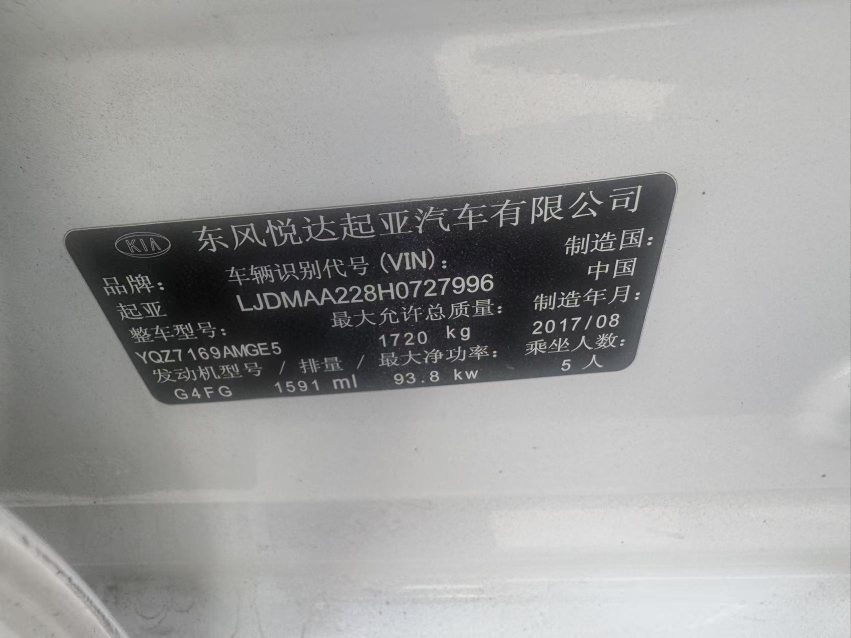 KIA 东风悦达起亚汽车有限公司
品牌: 车辆识别代号(VIN): 制造国:
起亚 LJDMAA228H0727996 中国
整车型号: 最大允许总质量: 制造年月:
YQZ7169AMGE5 1720 kg 2017/08
发动机型号 / 排量 / 最大净功率: 乘坐人数:
G4FG 1591 ml 93.8 kw 5 人